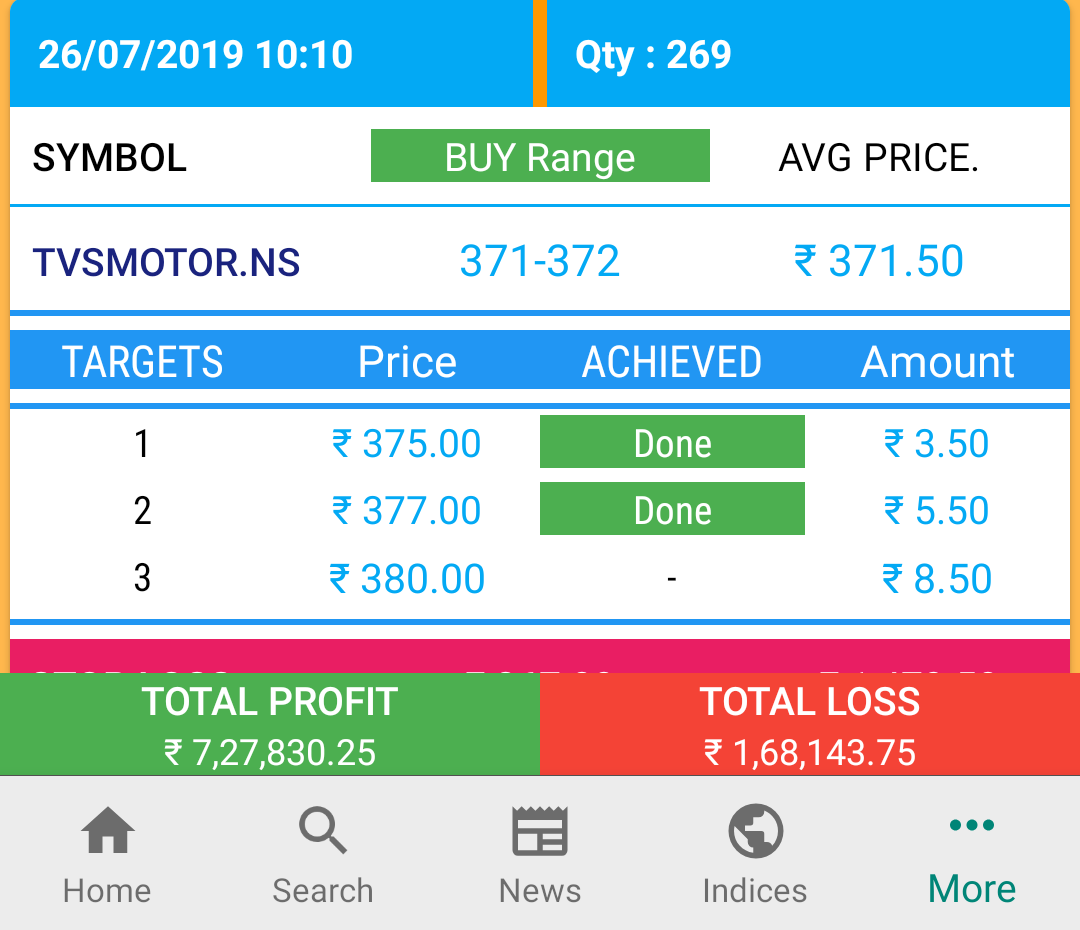 26/07/2019 10:10 Qty : 269
SYMBOL BUY Range AVG PRICE.
TVSMOTOR.NS 371-372 ₹ 371.50
TARGETS Price ACHIEVED Amount
1 ₹ 375.00 Done ₹ 3.50
2 ₹ 377.00 Done ₹ 5.50
3 ₹ 380.00 - ₹ 8.50
TOTAL PROFIT TOTAL LOSS
₹ 7,27,830.25 ₹ 1,68,143.75
Home Search News Indices More